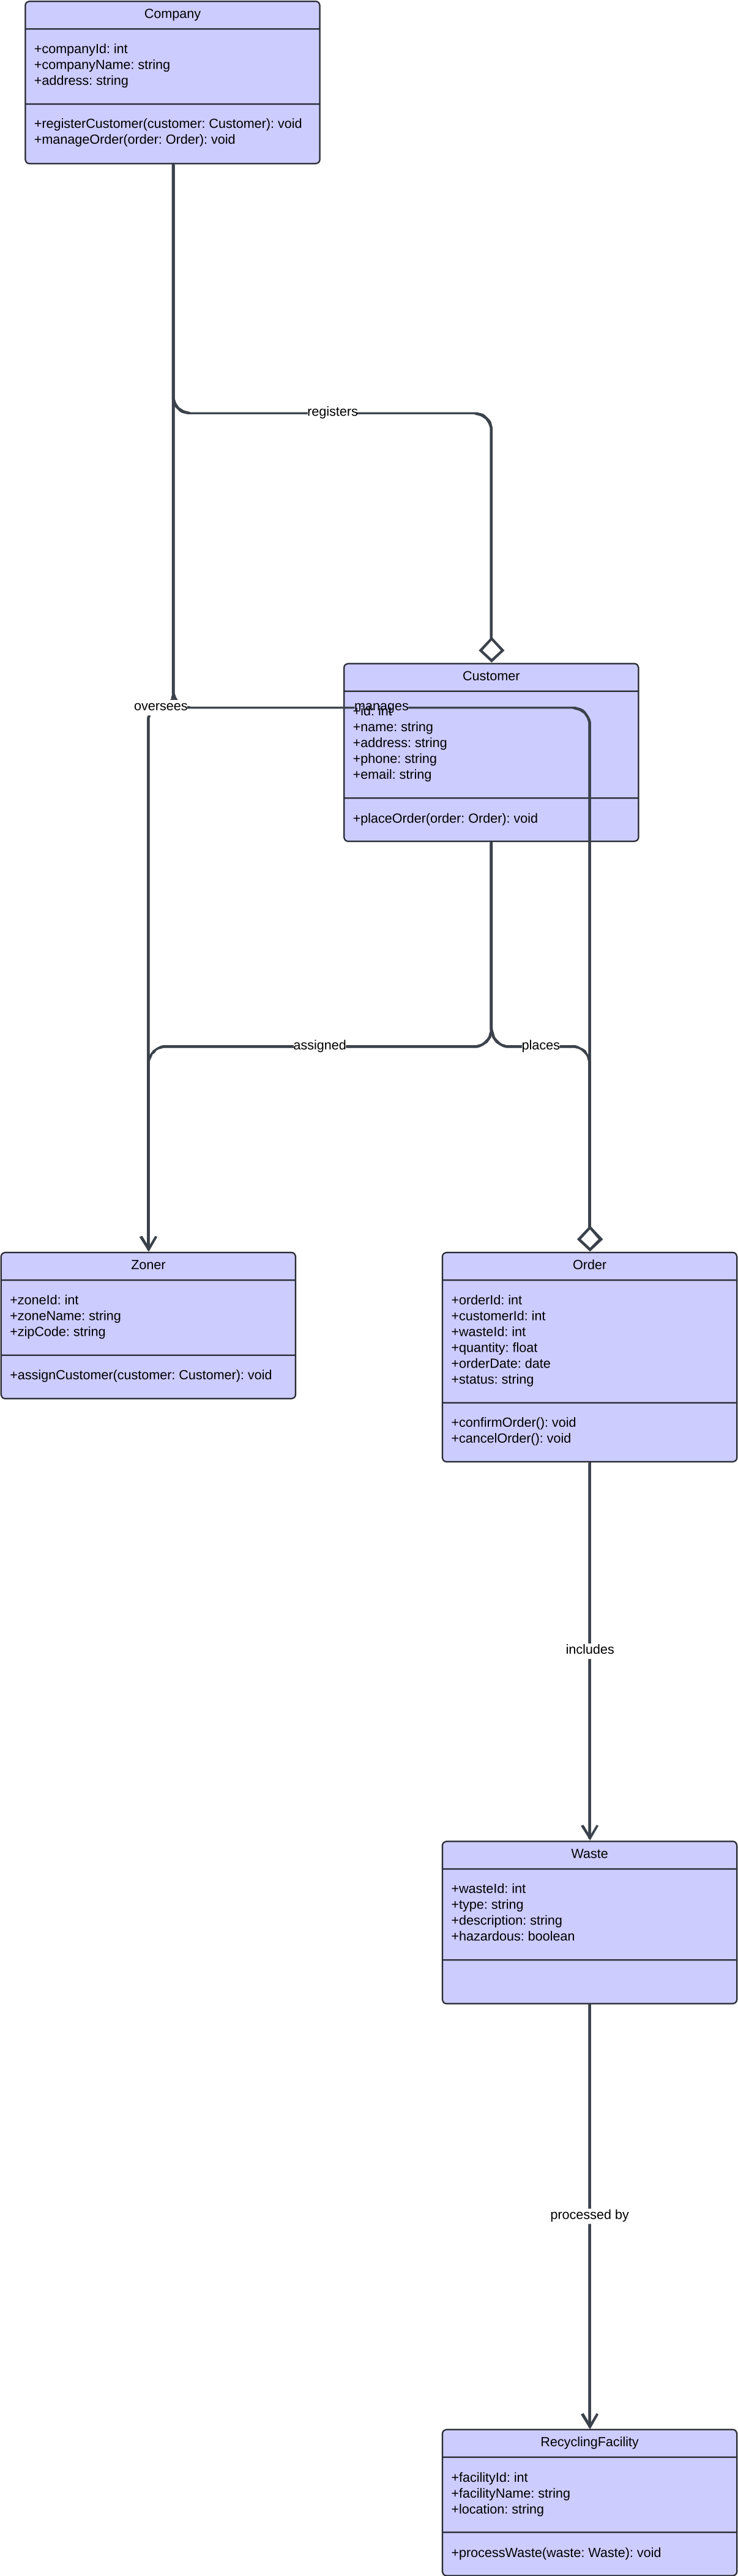 Company
+companyId: int
+companyName: string
+address: string
+registerCustomer(customer: Customer): void
+manageOrder(order: Order): void
registers
Customer
oversees
manages
+id: int
+name: string
+address: string
+phone: string
+email: string
+placeOrder(order: Order): void
assigned
places
Zoner
+zoneId: int
+zoneName: string
+zipCode: string
+assignCustomer(customer: Customer): void
Order
+orderId: int
+customerId: int
+wasteId: int
+quantity: float
+orderDate: date
+status: string
+confirmOrder(): void
+cancelOrder(): void
includes
Waste
+wasteId: int
+type: string
+description: string
+hazardous: boolean
processed by
RecyclingFacility
+facilityId: int
+facilityName: string
+location: string
+processWaste(waste: Waste): void